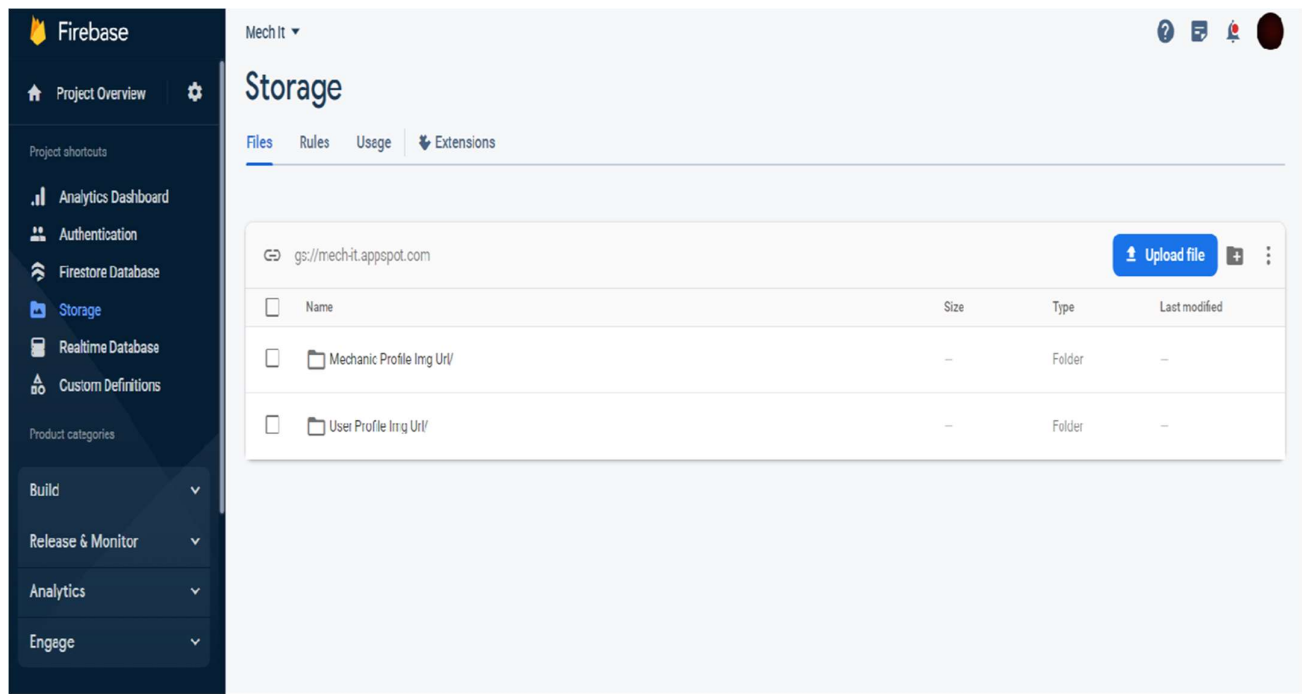 Firebase
Project Overview
Project shortcuts
Analytics Dashboard
Authentication
Firestore Database
Storage
Realtime Database
Custom Definitions
Product categories
Build
Release & Monitor
Analytics
Engage
Mech It
Storage
Files Rules Usage Extensions
gs://mech-it.appspot.com Upload file
Name Size Type Last modified
Mechanic Profile Img Url/ — Folder —
User Profile Img Url/ — Folder —